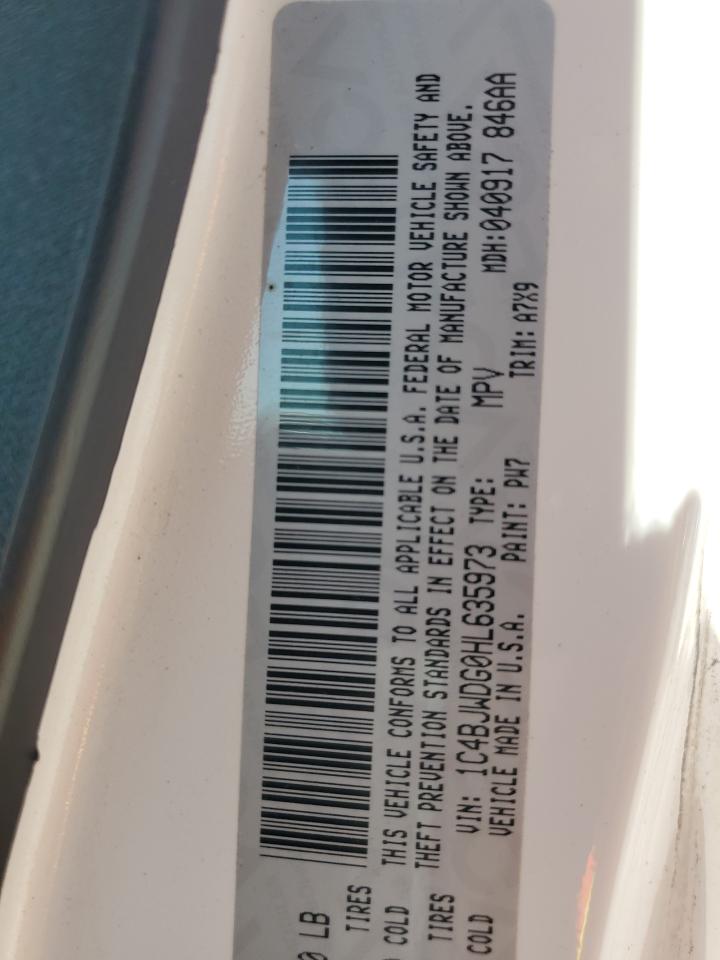 0 LB
TIRES
COLD
TIRES
COLD
THIS VEHICLE CONFORMS TO ALL APPLICABLE U.S.A. FEDERAL MOTOR VEHICLE SAFETY AND
THEFT PREVENTION STANDARDS IN EFFECT ON THE DATE OF MANUFACTURE SHOWN ABOVE.
VIN: 1C4BJWDG0HL635973 TYPE: MPV MDH:040917 846AA
VEHICLE MADE IN U.S.A. PAINT: PW7 TRIM: A7X9